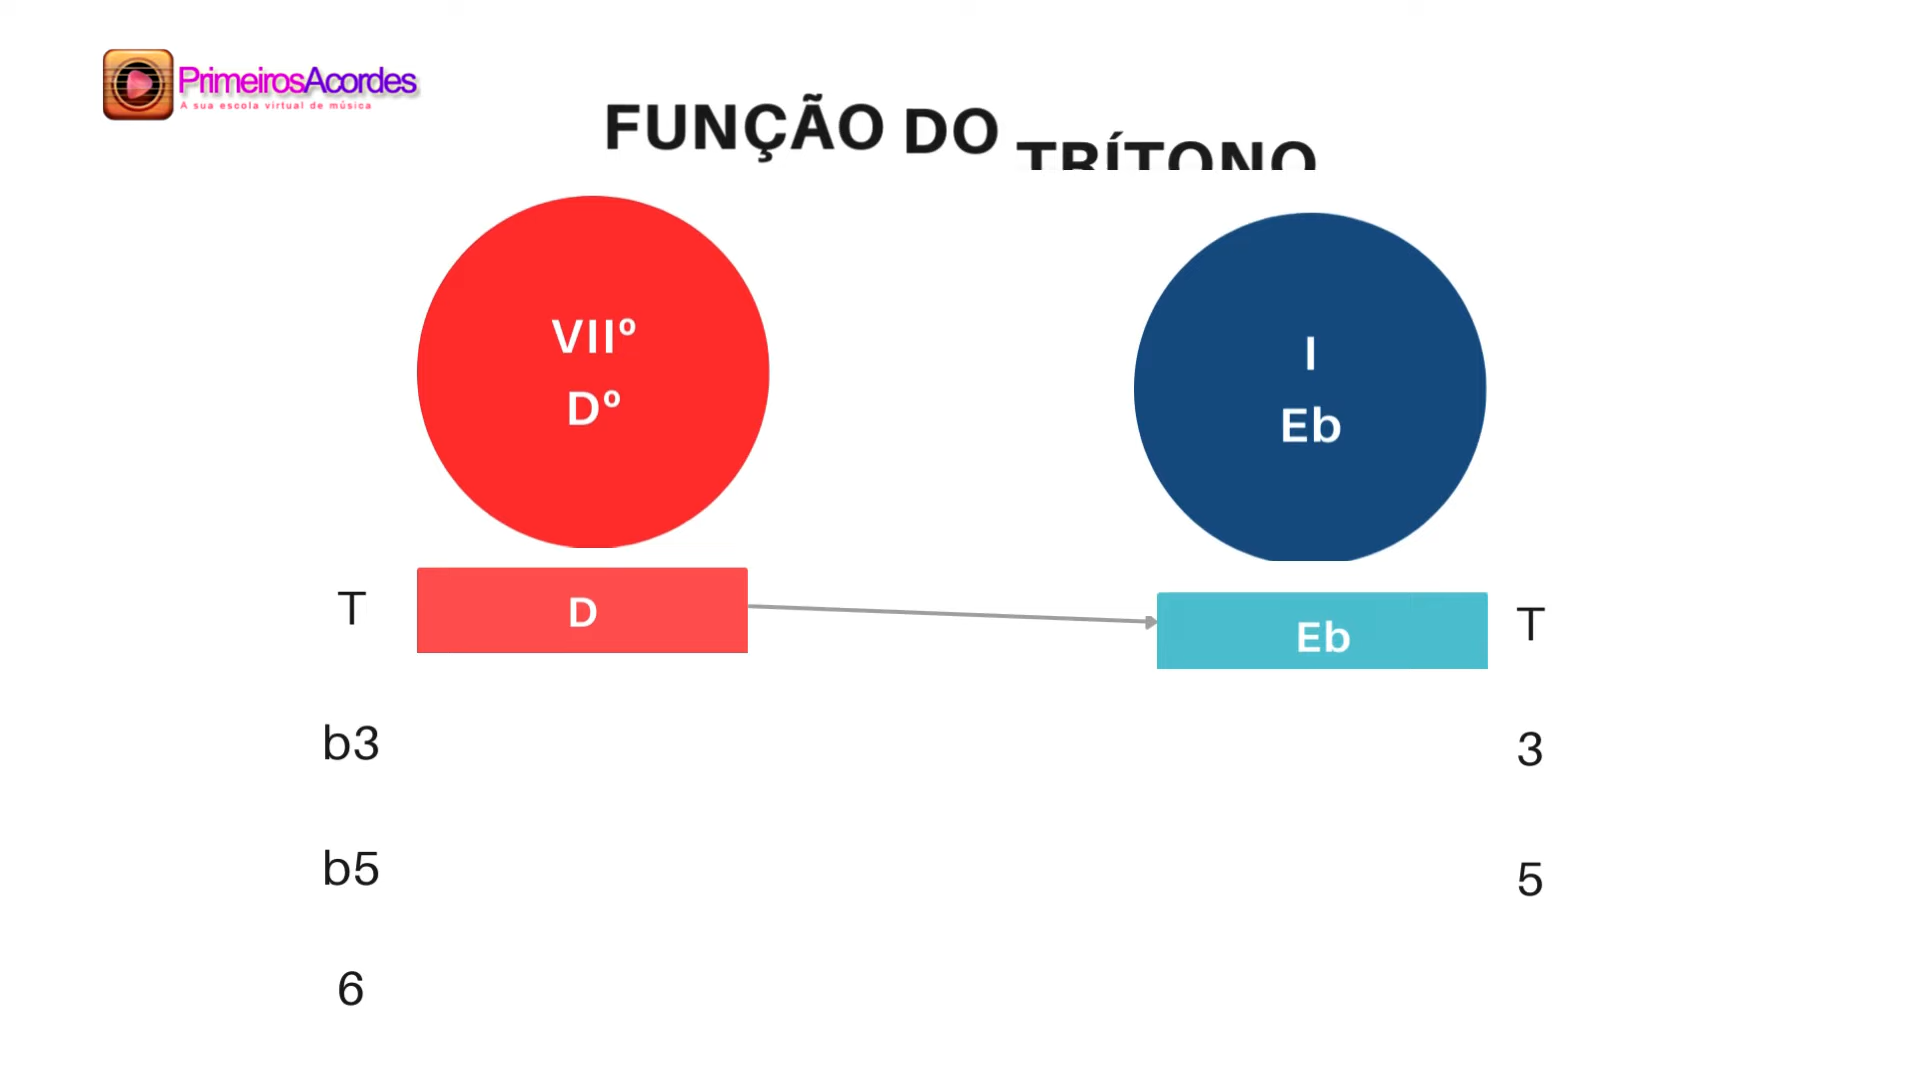 PrimeirosAcordes
A sua escola virtual de música
FUNÇÃO DO TRÍTONO
VIIº
Dº
I
Eb
T
D
Eb
T
b3
3
b5
5
6